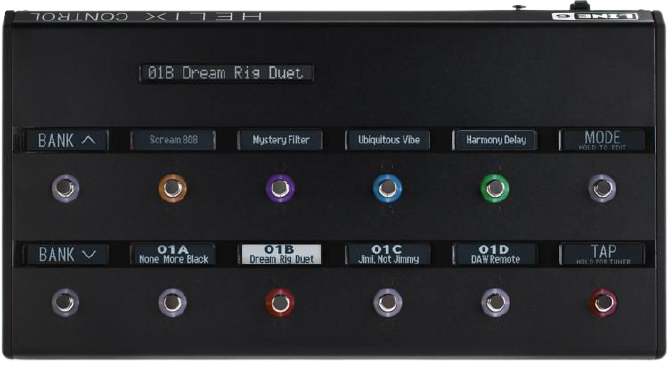 HELIX CONTROL
LINE 6
01B Dream Rig Duet
BANK
Scream 808
Mystery Filter
Ubiquitous Vibe
Harmony Delay
MODE
HOLD TO EDIT
BANK
01A
None More Black
01B
Dream Rig Duet
01C
Jimi, Not Jimmy
01D
DAW Remote
TAP
HOLD FOR TUNER